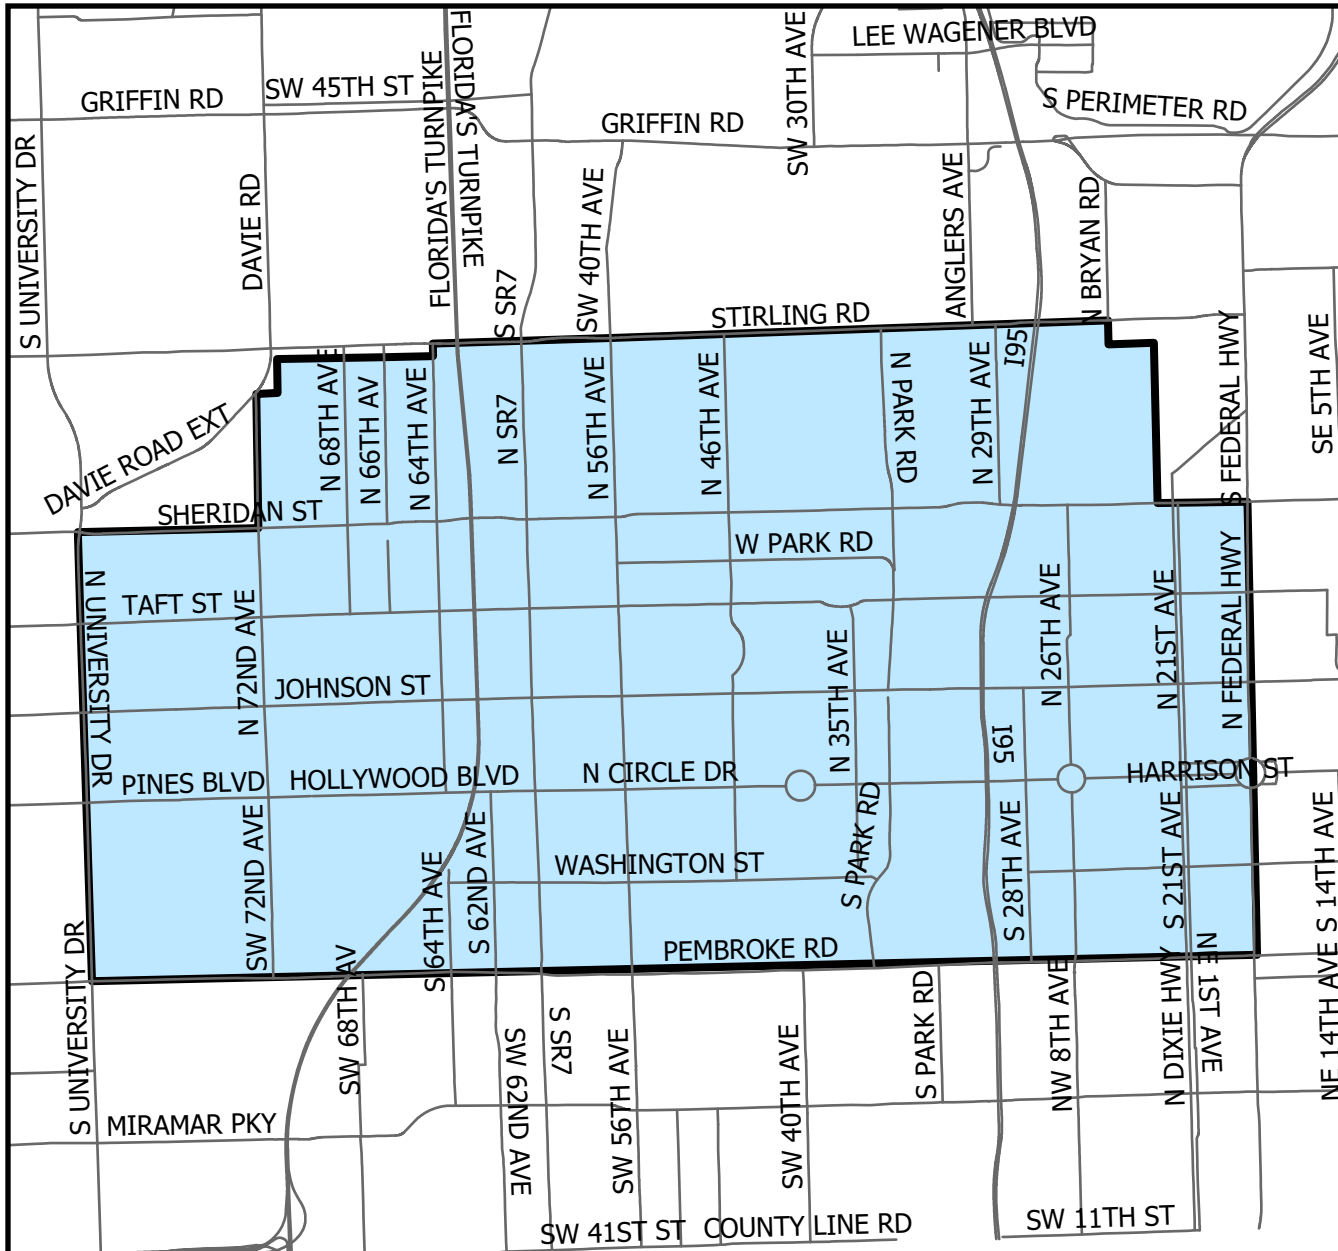 LEE WAGENER BLVD
SW 30TH AVE
FLORIDA'S TURNPIKE
FLORIDA'S TURNPIKE
SW 45TH ST
GRIFFIN RD
S PERIMETER RD
GRIFFIN RD
S UNIVERSITY DR
DAVIE RD
SW 40TH AVE
ANGLERS AVE
N BRYAN RD
S SR7
STIRLING RD
S FEDERAL HWY
SE 5TH AVE
I95
N 68TH AVE
N 66TH AV
N 64TH AVE
N SR7
N 56TH AVE
N 46TH AVE
N PARK RD
N 29TH AVE
DAVIE ROAD EXT
SHERIDAN ST
W PARK RD
N UNIVERSITY DR
TAFT ST
N 72ND AVE
N 35TH AVE
N 26TH AVE
N 21ST AVE
N FEDERAL HWY
JOHNSON ST
I95
PINES BLVD
HOLLYWOOD BLVD
N CIRCLE DR
HARRISON ST
SW 72ND AVE
S 64TH AVE
S 62ND AVE
WASHINGTON ST
S PARK RD
S 28TH AVE
S 21ST AVE
S 14TH AVE
PEMBROKE RD
S UNIVERSITY DR
SW 68TH AV
S SR7
SW 62ND AVE
SW 56TH AVE
SW 40TH AVE
S PARK RD
NW 8TH AVE
N DIXIE HWY
NE 1ST AVE
NE 14TH AVE
MIRAMAR PKY
SW 41ST ST
COUNTY LINE RD
SW 11TH ST